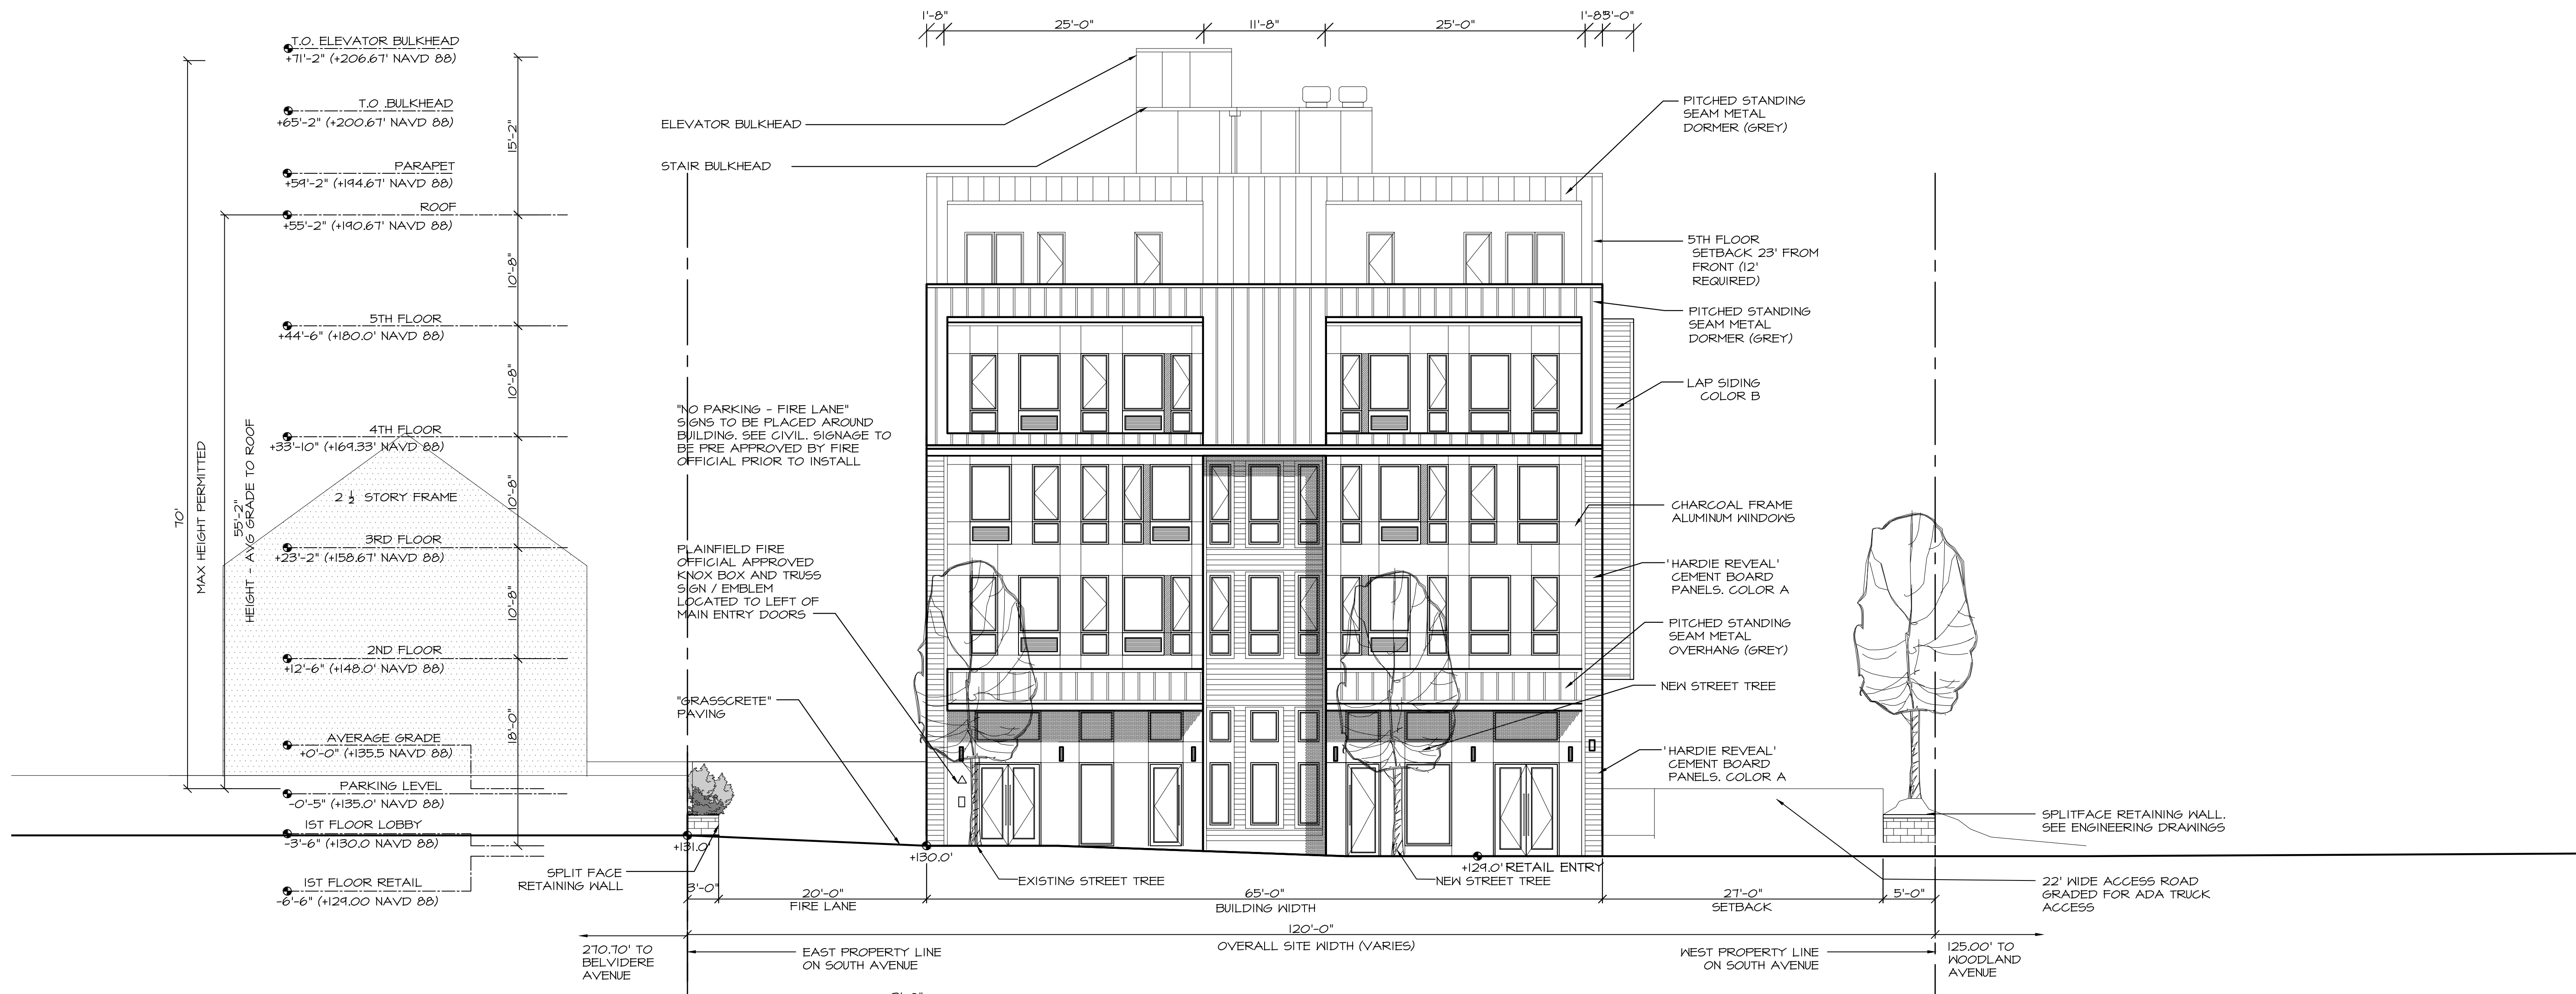 1'-8"
25'-0"
11'-8"
25'-0"
1'-8"
3'-0"
T.O. ELEVATOR BULKHEAD
+71'-2" (+206.67' NAVD 88)
T.O .BULKHEAD
+65'-2" (+200.67' NAVD 88)
PARAPET
+59'-2" (+194.67' NAVD 88)
ROOF
+55'-2" (+190.67' NAVD 88)
5TH FLOOR
+44'-6" (+180.0' NAVD 88)
4TH FLOOR
+33'-10" (+169.33' NAVD 88)
2 1/2 STORY FRAME
3RD FLOOR
+23'-2" (+158.67' NAVD 88)
2ND FLOOR
+12'-6" (+148.0' NAVD 88)
AVERAGE GRADE
+0'-0" (+135.5 NAVD 88)
PARKING LEVEL
-0'-5" (+135.0' NAVD 88)
1ST FLOOR LOBBY
-3'-6" (+130.0 NAVD 88)
1ST FLOOR RETAIL
-6'-6" (+129.00 NAVD 88)
70'
MAX HEIGHT PERMITTED
55'-2"
HEIGHT - AVG GRADE TO ROOF
15'-2"
10'-8"
10'-8"
10'-8"
10'-8"
18'-0"
ELEVATOR BULKHEAD
STAIR BULKHEAD
"NO PARKING - FIRE LANE"
SIGNS TO BE PLACED AROUND
BUILDING. SEE CIVIL. SIGNAGE TO
BE PRE APPROVED BY FIRE
OFFICIAL PRIOR TO INSTALL
PLAINFIELD FIRE
OFFICIAL APPROVED
KNOX BOX AND TRUSS
SIGN / EMBLEM
LOCATED TO LEFT OF
MAIN ENTRY DOORS
"GRASSCRETE"
PAVING
PITCHED STANDING
SEAM METAL
DORMER (GREY)
5TH FLOOR
SETBACK 23' FROM
FRONT (12'
REQUIRED)
PITCHED STANDING
SEAM METAL
DORMER (GREY)
LAP SIDING
COLOR B
CHARCOAL FRAME
ALUMINUM WINDOWS
'HARDIE REVEAL'
CEMENT BOARD
PANELS. COLOR A
PITCHED STANDING
SEAM METAL
OVERHANG (GREY)
NEW STREET TREE
'HARDIE REVEAL'
CEMENT BOARD
PANELS. COLOR A
SPLITFACE RETAINING WALL.
SEE ENGINEERING DRAWINGS
22' WIDE ACCESS ROAD
GRADED FOR ADA TRUCK
ACCESS
+131.0'
+130.0'
+129.0' RETAIL ENTRY
SPLIT FACE
RETAINING WALL
EXISTING STREET TREE
NEW STREET TREE
3'-0"
20'-0"
FIRE LANE
65'-0"
BUILDING WIDTH
27'-0"
SETBACK
5'-0"
120'-0"
OVERALL SITE WIDTH (VARIES)
270.70' TO
BELVIDERE
AVENUE
EAST PROPERTY LINE
ON SOUTH AVENUE
WEST PROPERTY LINE
ON SOUTH AVENUE
125.00' TO
WOODLAND
AVENUE